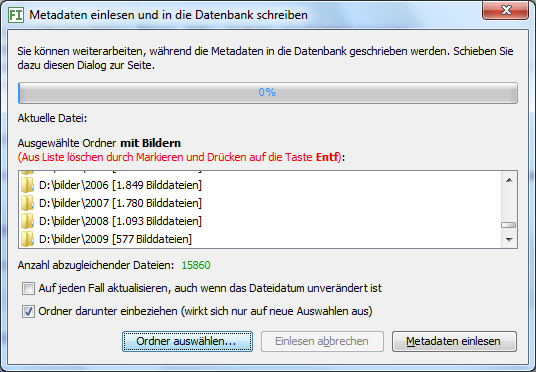 FI Metadaten einlesen und in die Datenbank schreiben
Sie können weiterarbeiten, während die Metadaten in die Datenbank geschrieben werden. Schieben Sie
dazu diesen Dialog zur Seite.
0%
Aktuelle Datei:
Ausgewählte Ordner mit Bildern
(Aus Liste löschen durch Markieren und Drücken auf die Taste Entf):
D:\bilder\2006 [1.849 Bilddateien]
D:\bilder\2007 [1.780 Bilddateien]
D:\bilder\2008 [1.093 Bilddateien]
D:\bilder\2009 [577 Bilddateien]
Anzahl abzugleichender Dateien: 15860
Auf jeden Fall aktualisieren, auch wenn das Dateidatum unverändert ist
Ordner darunter einbeziehen (wirkt sich nur auf neue Auswahlen aus)
Ordner auswählen... Einlesen abbrechen Metadaten einlesen